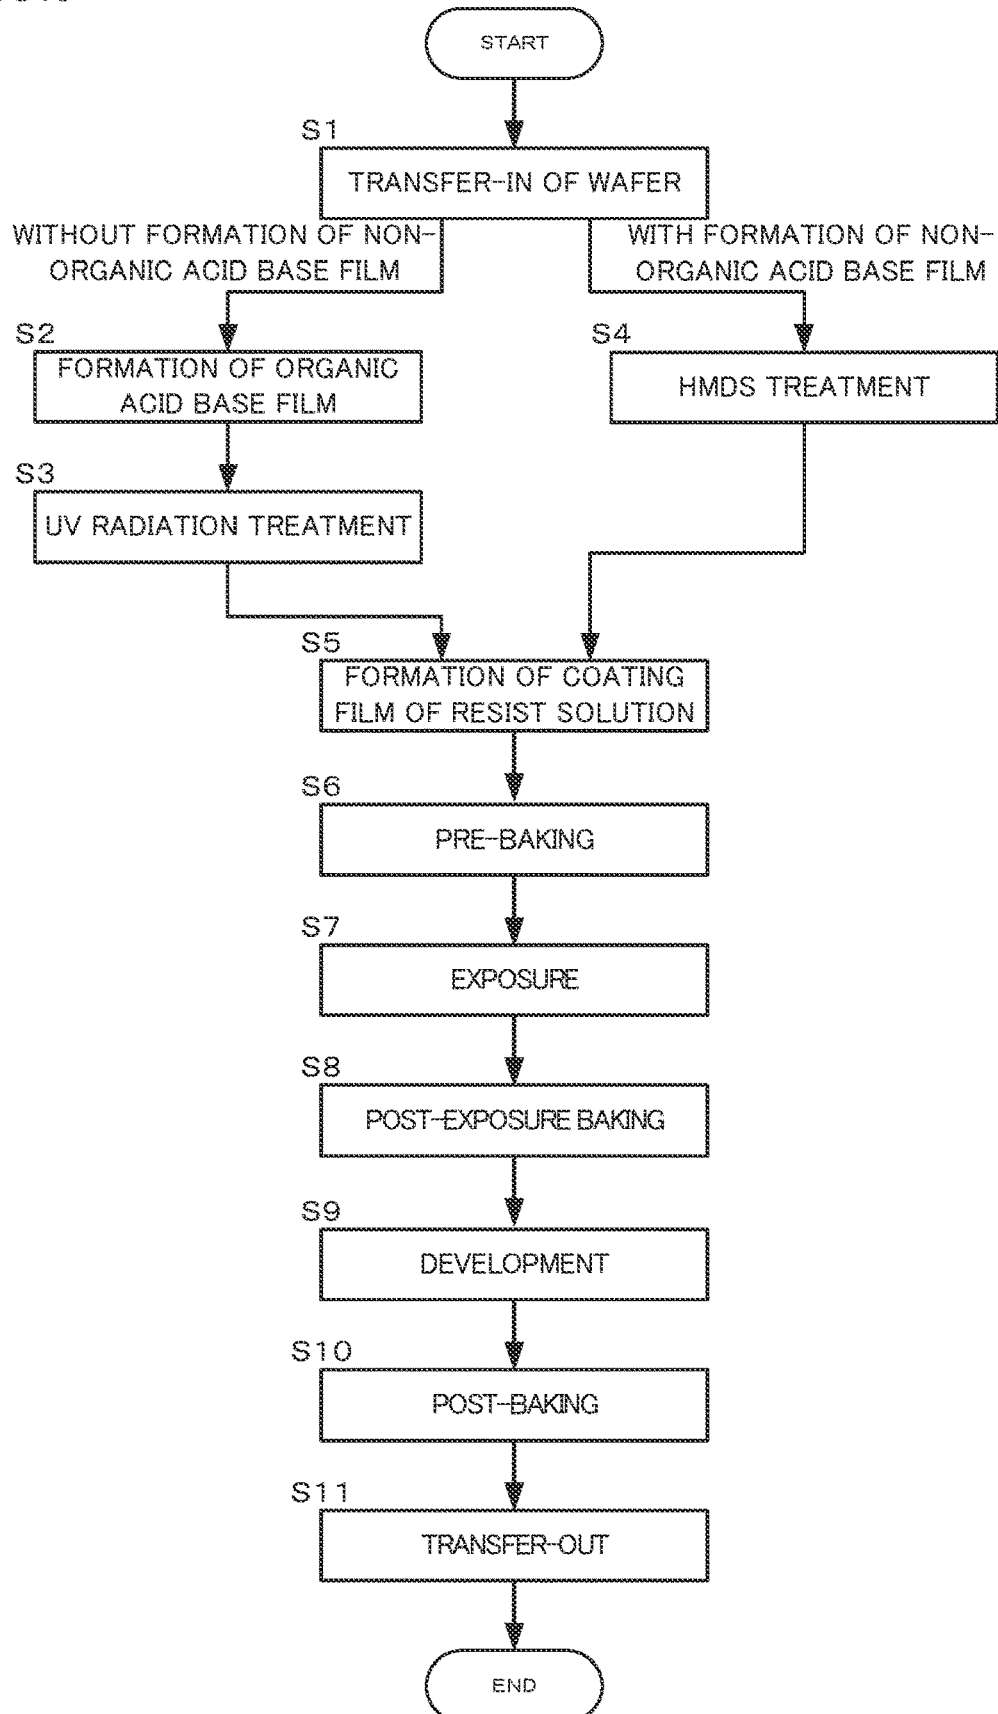 START
S1
TRANSFER-IN OF WAFER
WITHOUT FORMATION OF NON-
ORGANIC ACID BASE FILM
WITH FORMATION OF NON-
ORGANIC ACID BASE FILM
S2
FORMATION OF ORGANIC
ACID BASE FILM
S4
HMDS TREATMENT
S3
UV RADIATION TREATMENT
S5
FORMATION OF COATING
FILM OF RESIST SOLUTION
S6
PRE-BAKING
S7
EXPOSURE
S8
POST-EXPOSURE BAKING
S9
DEVELOPMENT
S10
POST-BAKING
S11
TRANSFER-OUT
END